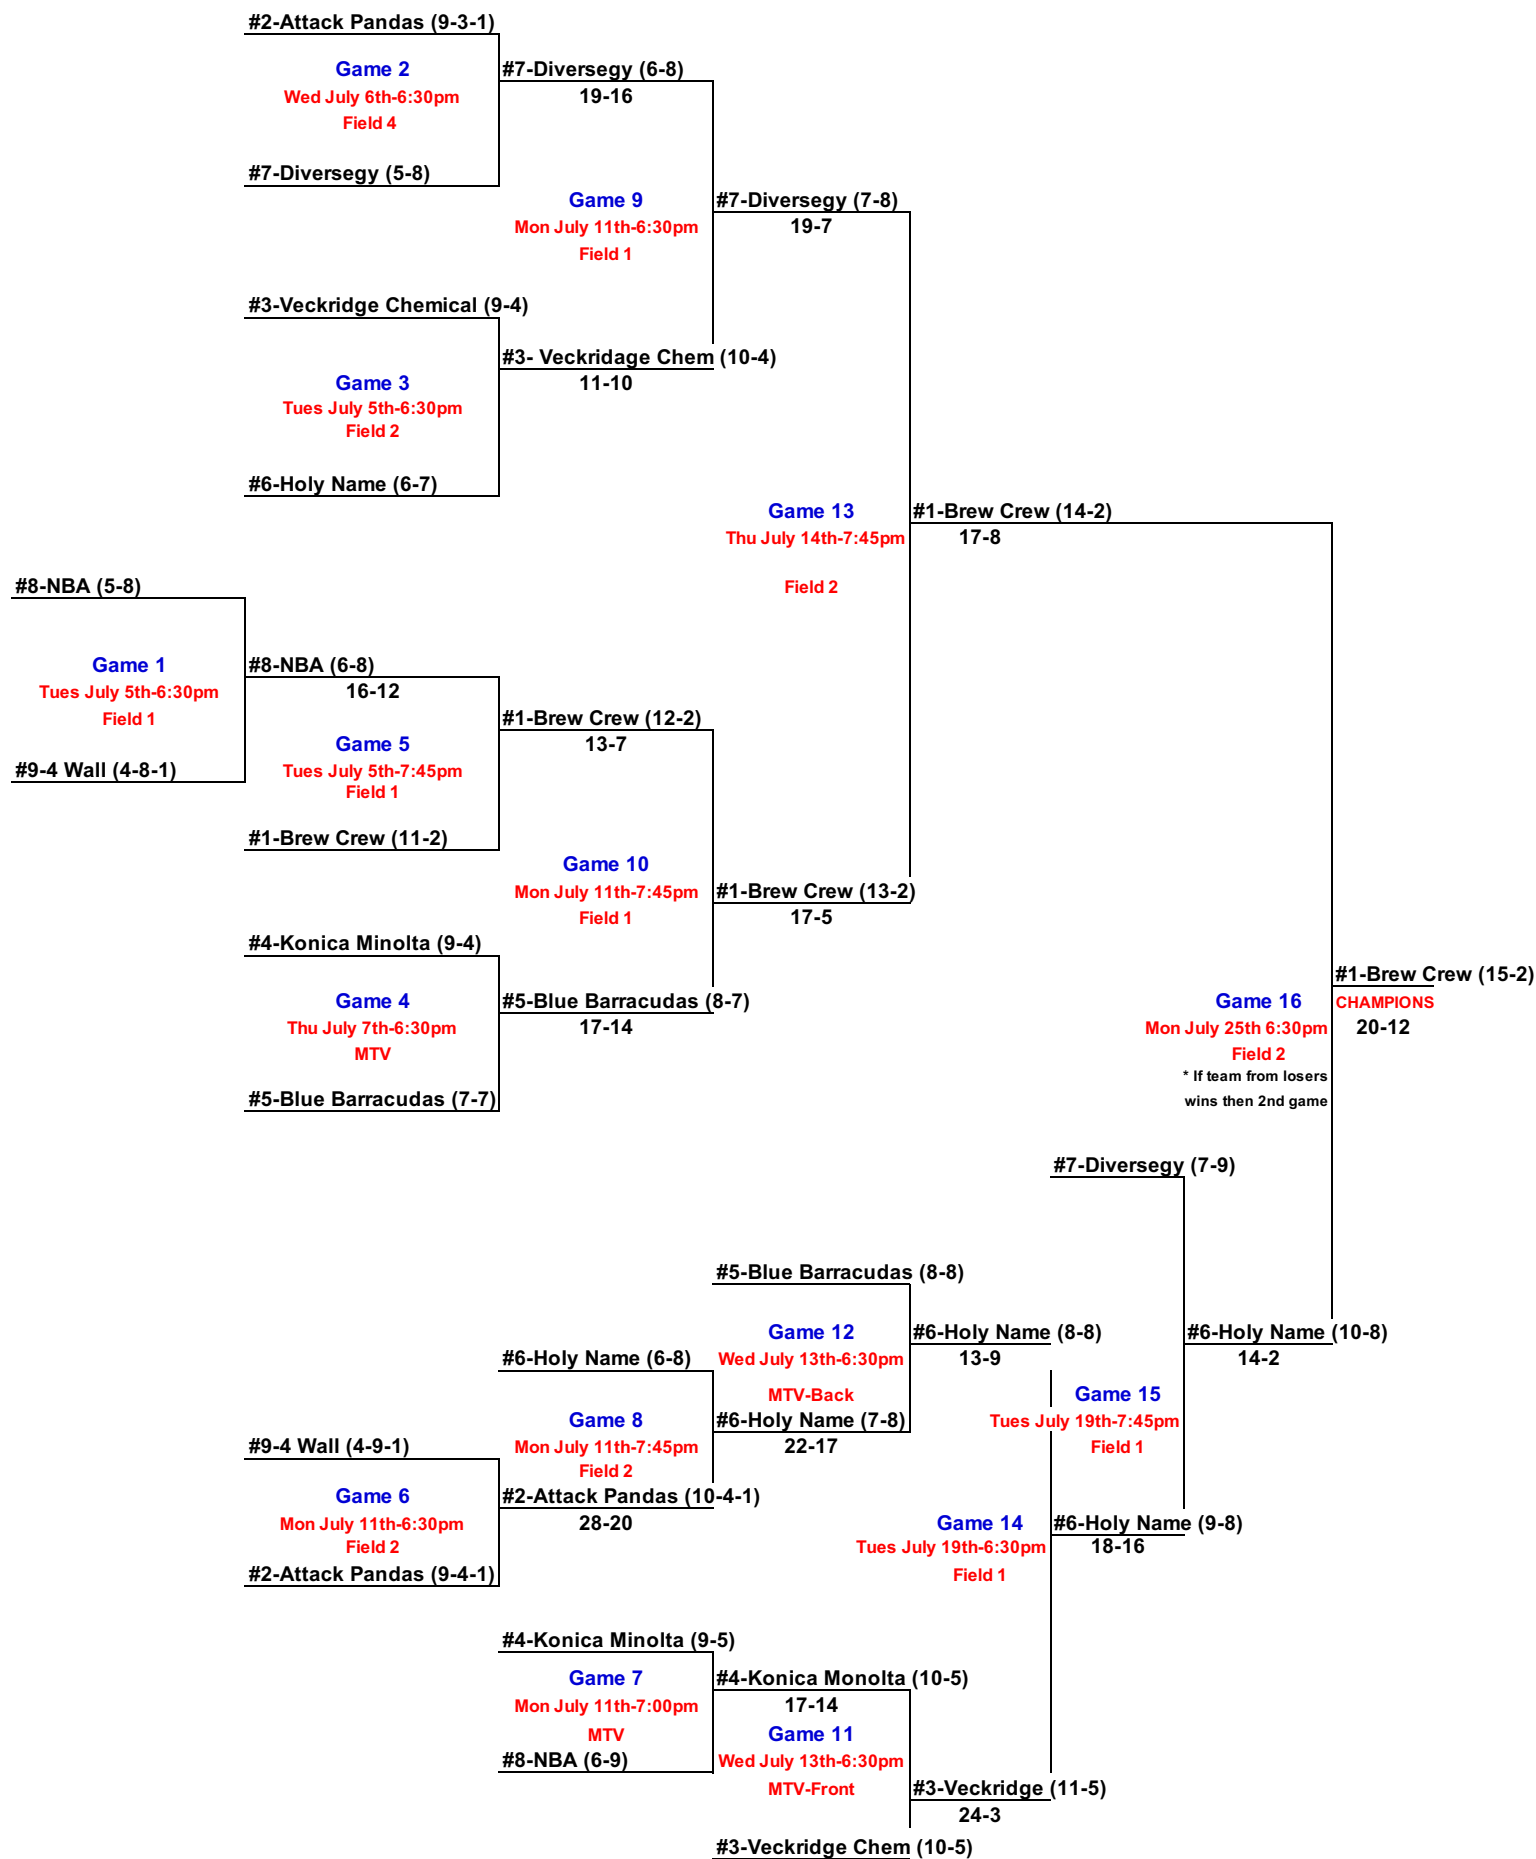 #2-Attack Pandas (9-3-1)
Game 2
Wed July 6th-6:30pm
Field 4
#7-Diversegy (5-8)
#7-Diversegy (6-8)
19-16
Game 9
Mon July 11th-6:30pm
Field 1
#7-Diversegy (7-8)
19-7
#3-Veckridge Chemical (9-4)
Game 3
Tues July 5th-6:30pm
Field 2
#6-Holy Name (6-7)
#3- Veckridage Chem (10-4)
11-10
Game 13
Thu July 14th-7:45pm
Field 2
#1-Brew Crew (14-2)
17-8
#8-NBA (5-8)
Game 1
Tues July 5th-6:30pm
Field 1
#9-4 Wall (4-8-1)
#8-NBA (6-8)
16-12
Game 5
Tues July 5th-7:45pm
Field 1
#1-Brew Crew (11-2)
#1-Brew Crew (12-2)
13-7
Game 10
Mon July 11th-7:45pm
Field 1
#1-Brew Crew (13-2)
17-5
#4-Konica Minolta (9-4)
Game 4
Thu July 7th-6:30pm
MTV
#5-Blue Barracudas (7-7)
#5-Blue Barracudas (8-7)
17-14
Game 16
Mon July 25th 6:30pm
Field 2
* If team from losers
wins then 2nd game
#1-Brew Crew (15-2)
CHAMPIONS
20-12
#7-Diversegy (7-9)
#5-Blue Barracudas (8-8)
Game 12
Wed July 13th-6:30pm
MTV-Back
#6-Holy Name (8-8)
13-9
#6-Holy Name (10-8)
14-2
#6-Holy Name (6-8)
Game 8
Mon July 11th-7:45pm
Field 2
#6-Holy Name (7-8)
22-17
Game 15
Tues July 19th-7:45pm
Field 1
#9-4 Wall (4-9-1)
Game 6
Mon July 11th-6:30pm
Field 2
#2-Attack Pandas (9-4-1)
#2-Attack Pandas (10-4-1)
28-20
Game 14
Tues July 19th-6:30pm
Field 1
#6-Holy Name (9-8)
18-16
#4-Konica Minolta (9-5)
Game 7
Mon July 11th-7:00pm
MTV
#8-NBA (6-9)
#4-Konica Monolta (10-5)
17-14
Game 11
Wed July 13th-6:30pm
MTV-Front
#3-Veckridge (11-5)
24-3
#3-Veckridge Chem (10-5)